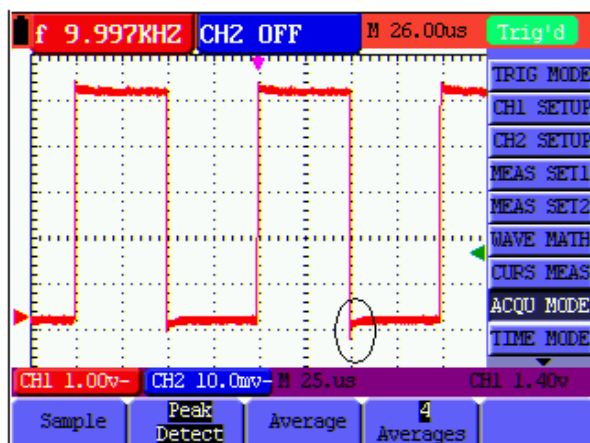 f 9.997KHZ CH2 OFF M 26.00us Trig'd
TRIG MODE
CH1 SETUP
CH2 SETUP
MEAS SET1
MEAS SET2
WAVE MATH
CURS MEAS
ACQU MODE
TIME MODE
CH1 1.00v- CH2 10.0mv- M 25.us CH1 1.40v
Sample
Peak
Detect
Average
4
Averages